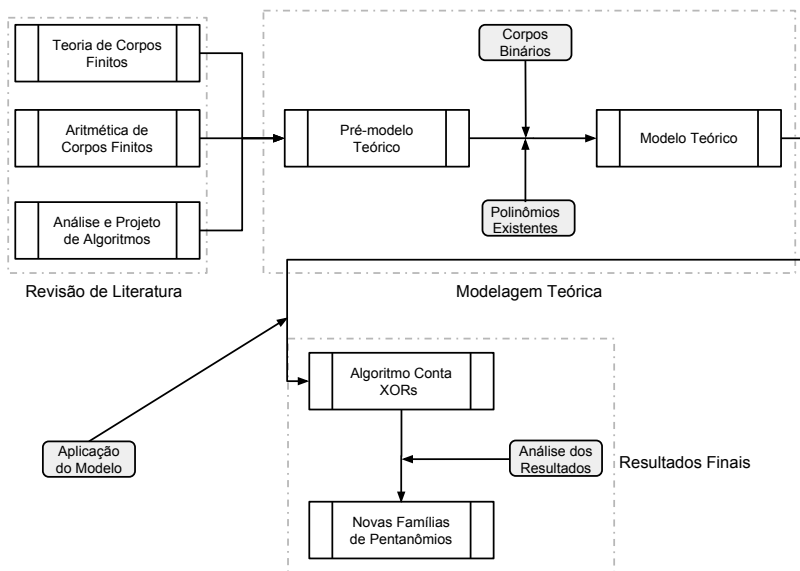 Teoria de Corpos
Finitos
Aritmética de
Corpos Finitos
Análise e Projeto
de Algoritmos
Revisão de Literatura
Corpos
Binários
Pré-modelo
Teórico
Modelo Teórico
Polinômios
Existentes
Modelagem Teórica
Algoritmo Conta
XORs
Aplicação
do Modelo
Análise dos
Resultados
Resultados Finais
Novas Famílias
de Pentanômios